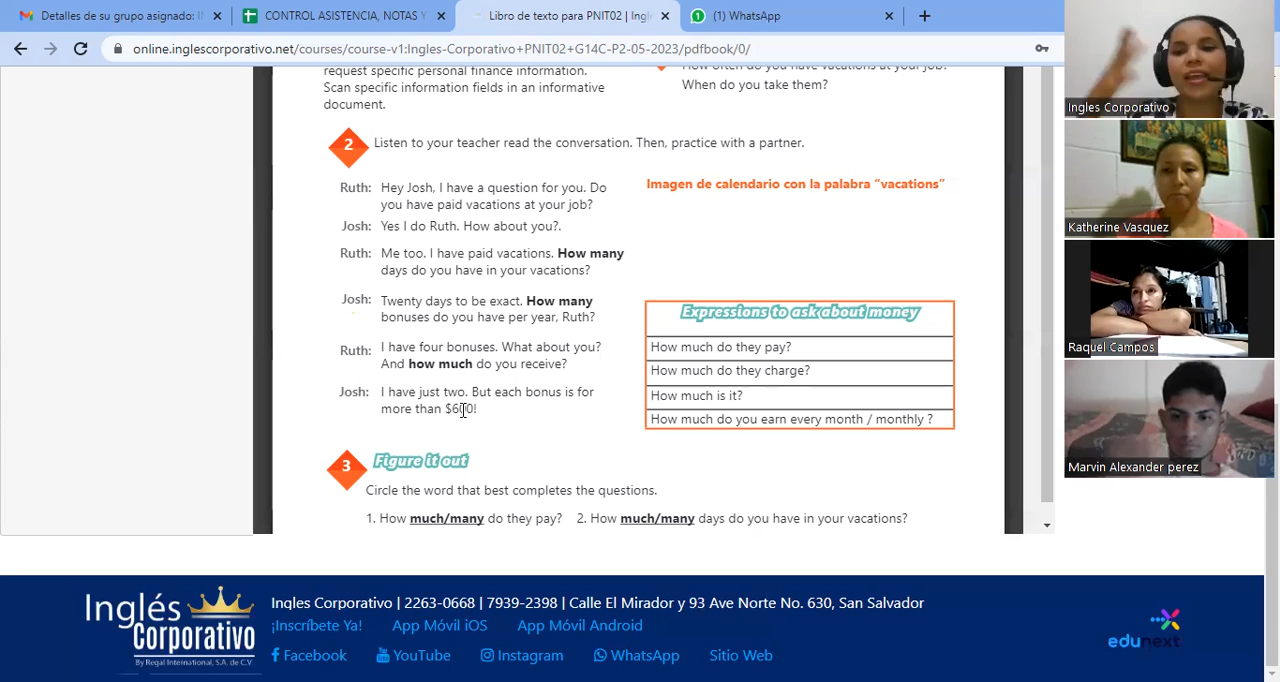 Detalles de su grupo asignado: I
CONTROL ASISTENCIA, NOTAS Y
Libro de texto para PNIT02 | Ingl
(1) WhatsApp
online.inglescorporativo.net/courses/course-v1:Ingles-Corporativo+PNIT02+G14C-P2-05-2023/pdfbook/0/
request specific personal finance information.
Scan specific information fields in an informative
document.
How often do you have vacations at your job?
When do you take them?
2 Listen to your teacher read the conversation. Then, practice with a partner.
Ruth: Hey Josh, I have a question for you. Do
you have paid vacations at your job?
Josh: Yes I do Ruth. How about you?.
Ruth: Me too. I have paid vacations. How many
days do you have in your vacations?
Josh: Twenty days to be exact. How many
bonuses do you have per year, Ruth?
Ruth: I have four bonuses. What about you?
And how much do you receive?
Josh: I have just two. But each bonus is for
more than $600!
Imagen de calendario con la palabra “vacations”
Expressions to ask about money
How much do they pay?
How much do they charge?
How much is it?
How much do you earn every month / monthly ?
3 Figure it out
Circle the word that best completes the questions.
1. How much/many do they pay? 2. How much/many days do you have in your vacations?
Ingles Corporativo
Katherine Vasquez
Raquel Campos
Marvin Alexander perez
Inglés
Corporativo
By Regal International, S.A. de C.V.
Ingles Corporativo | 2263-0668 | 7939-2398 | Calle El Mirador y 93 Ave Norte No. 630, San Salvador
¡Inscríbete Ya! App Móvil iOS App Móvil Android
Facebook YouTube Instagram WhatsApp Sitio Web
edunext